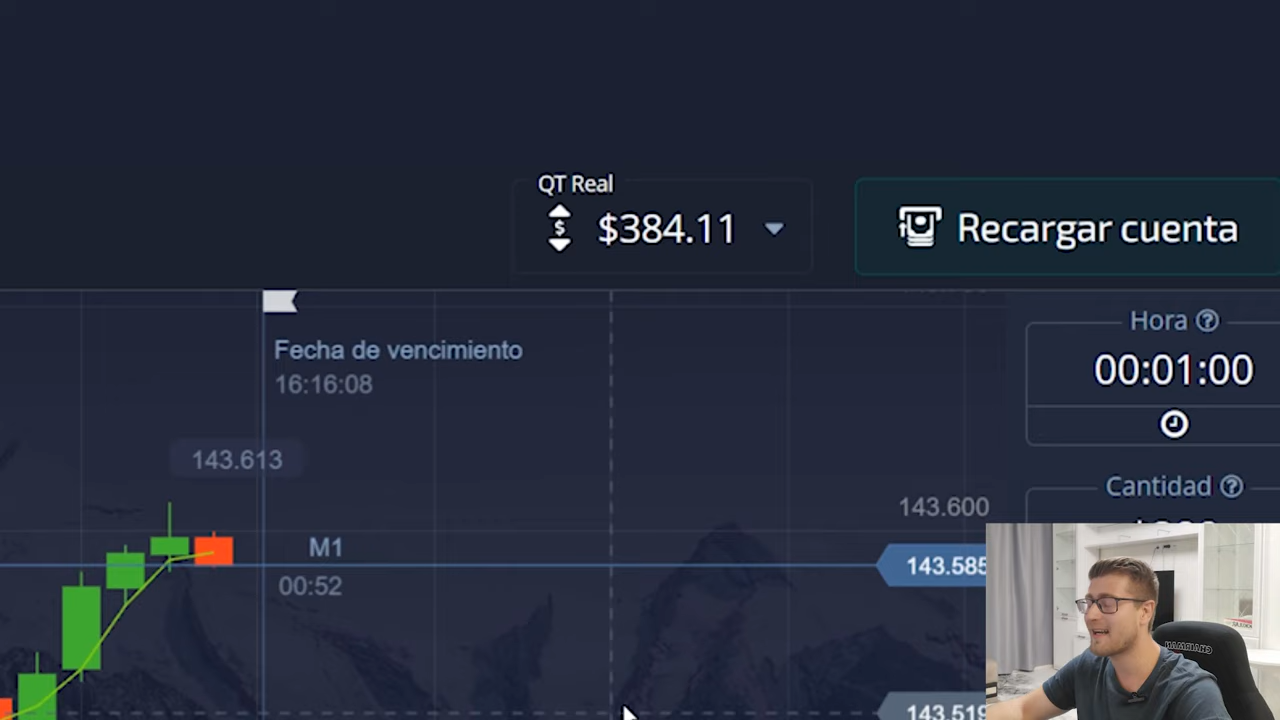 QT Real
$384.11
Recargar cuenta
Fecha de vencimiento
16:16:08
Hora
00:01:00
143.613
Cantidad
143.600
M1
143.585
00:52
143.519